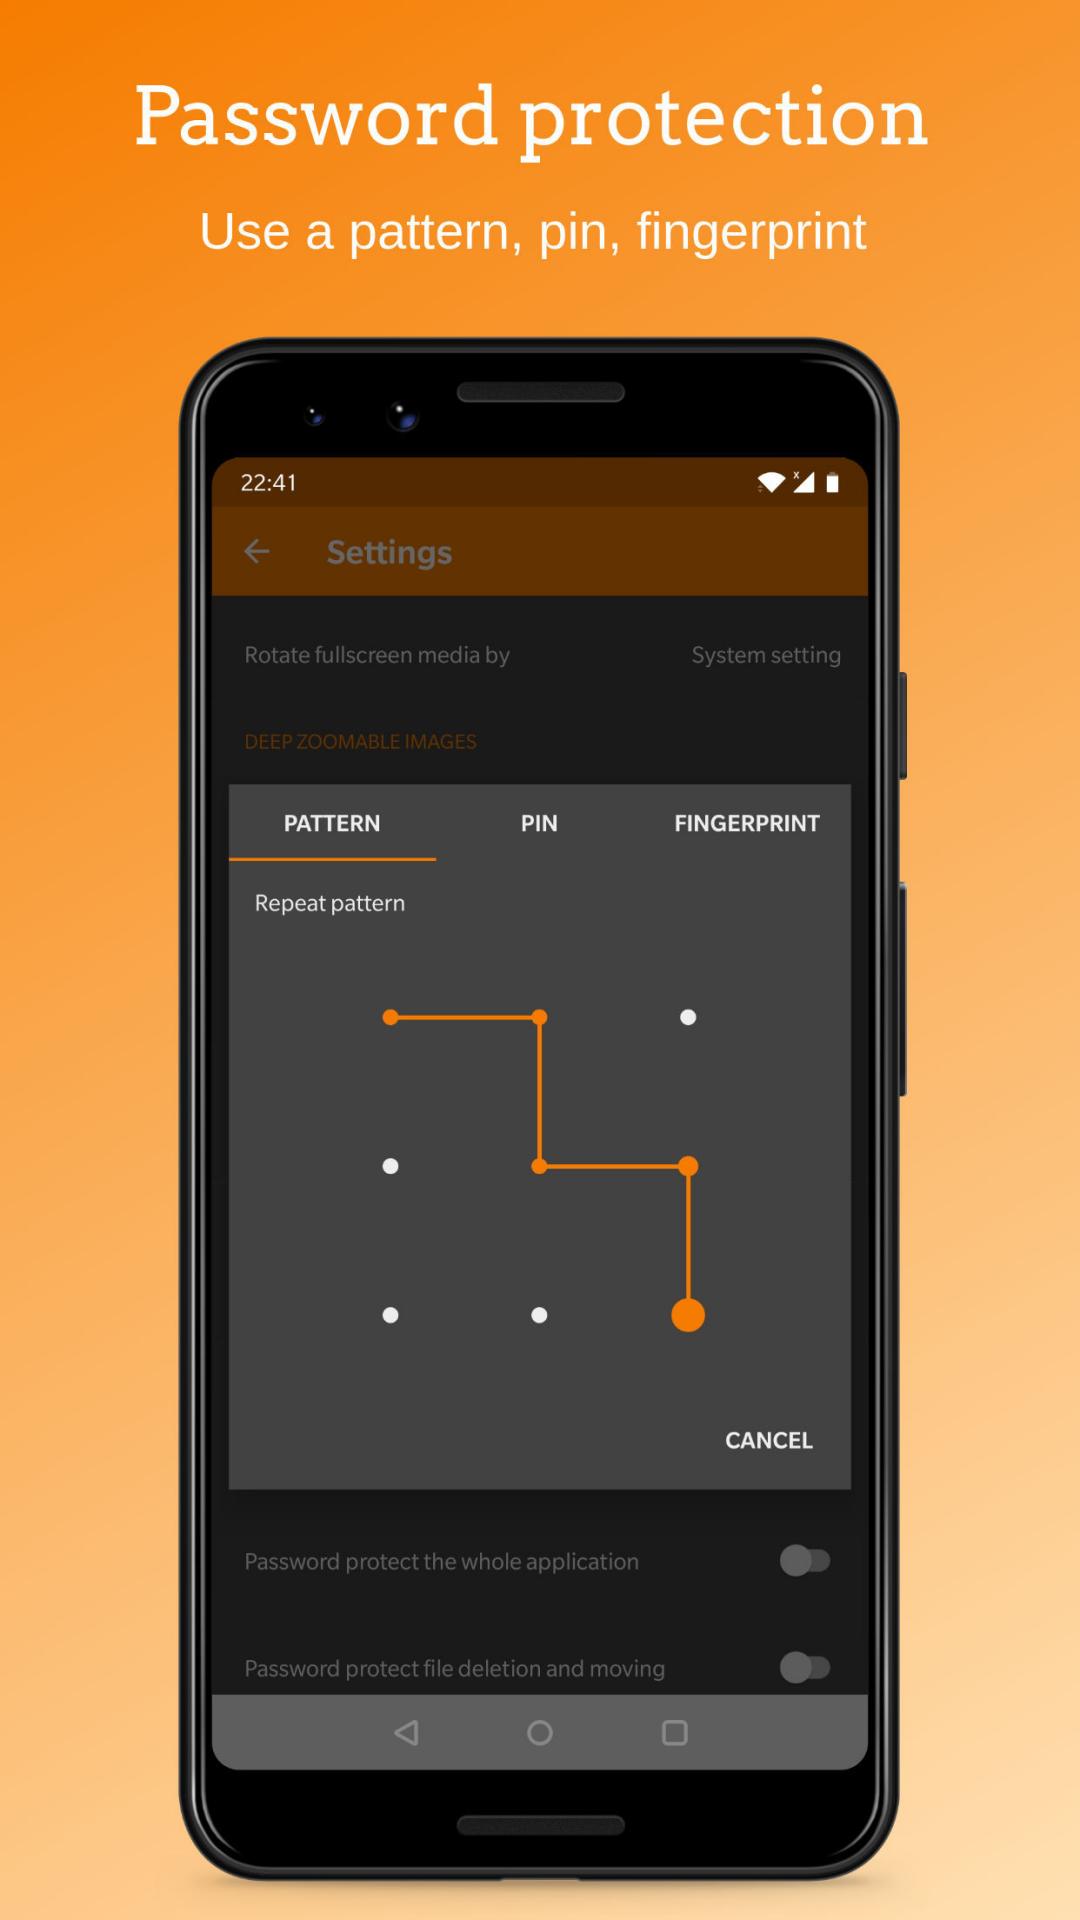 Password protection
Use a pattern, pin, fingerprint
22:41
Settings
Rotate fullscreen media by System setting
DEEP ZOOMABLE IMAGES
PATTERN PIN FINGERPRINT
Repeat pattern
CANCEL
Password protect the whole application
Password protect file deletion and moving